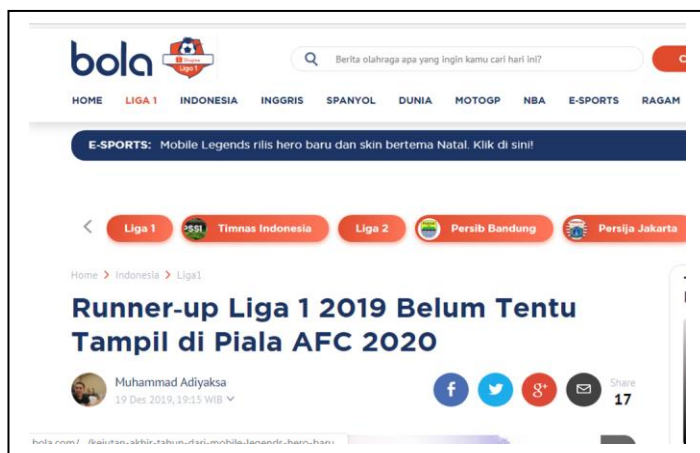 bola Shopee Liga 1
Berita olahraga apa yang ingin kamu cari hari ini?
HOME LIGA 1 INDONESIA INGGRIS SPANYOL DUNIA MOTOGP NBA E-SPORTS RAGAM
E-SPORTS: Mobile Legends rilis hero baru dan skin bertema Natal. Klik di sini!
Liga 1 PSSI Timnas Indonesia Liga 2 Persib Bandung Persija Jakarta
Home > Indonesia > Liga1
Runner-up Liga 1 2019 Belum Tentu
Tampil di Piala AFC 2020
Muhammad Adiyaksa
19 Des 2019, 19:15 WIB
f g+ Share
17